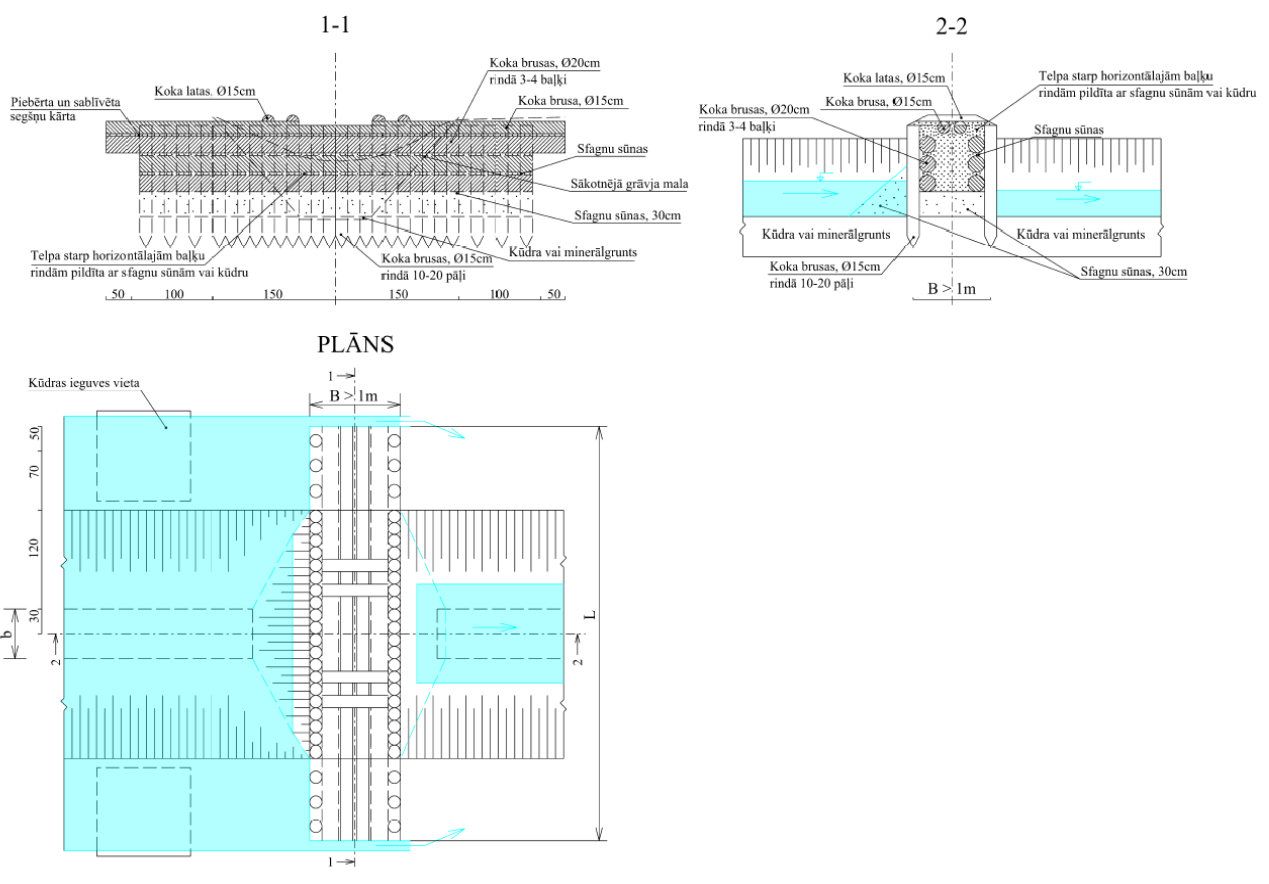 1-1
Koka brusas, Ø20cm
rindā 3-4 baļķi
Koka latas. Ø15cm
Koka brusa, Ø15cm
Piebērta un sablīvēta
segšņu kārta
Sfagnu sūnas
Sākotnējā grāvja mala
Sfagnu sūnas, 30cm
Kūdra vai minerālgrunts
Telpa starp horizontālajām baļku
rindām pildīta ar sfagnu sūnām vai kūdru
Koka brusas, Ø15cm
rindā 10-20 pāļi
50 100 150 150 100 50
2-2
Koka latas, Ø15cm
Telpa starp horizontālajām baļku
rindām pildīta ar sfagnu sūnām vai kūdru
Koka brusa, Ø15cm
Koka brusas, Ø20cm
rindā 3-4 baļķi
Sfagnu sūnas
Kūdra vai minerālgrunts
Kūdra vai minerālgrunts
Koka brusas, Ø15cm
rindā 10-20 pāļi
Sfagnu sūnas, 30cm
B > 1m
PLĀNS
Kūdras ieguves vieta
1
B > 1m
50
70
120
30
b
2
L
2
1